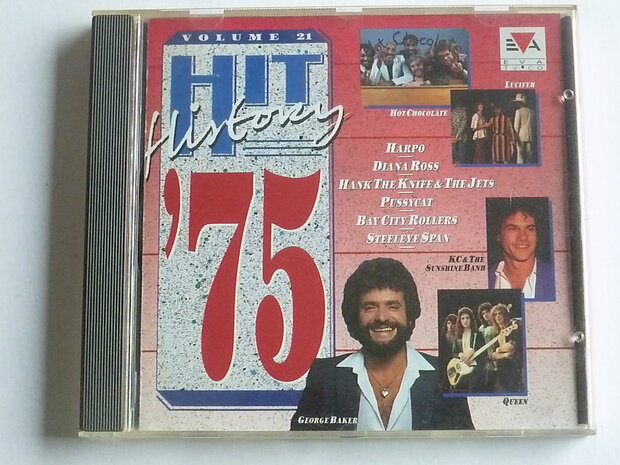 VOLUME 21
HIT
History
'75
HOT CHOCOLATE
EVA
EVA
LUCIFER
HARPO
DIANA ROSS
HANK THE KNIFE & THE JETS
PUSSYCAT
BAY CITY ROLLERS
STEELEYE SPAN
KC & THE
SUNSHINE BAND
QUEEN
GEORGE BAKER